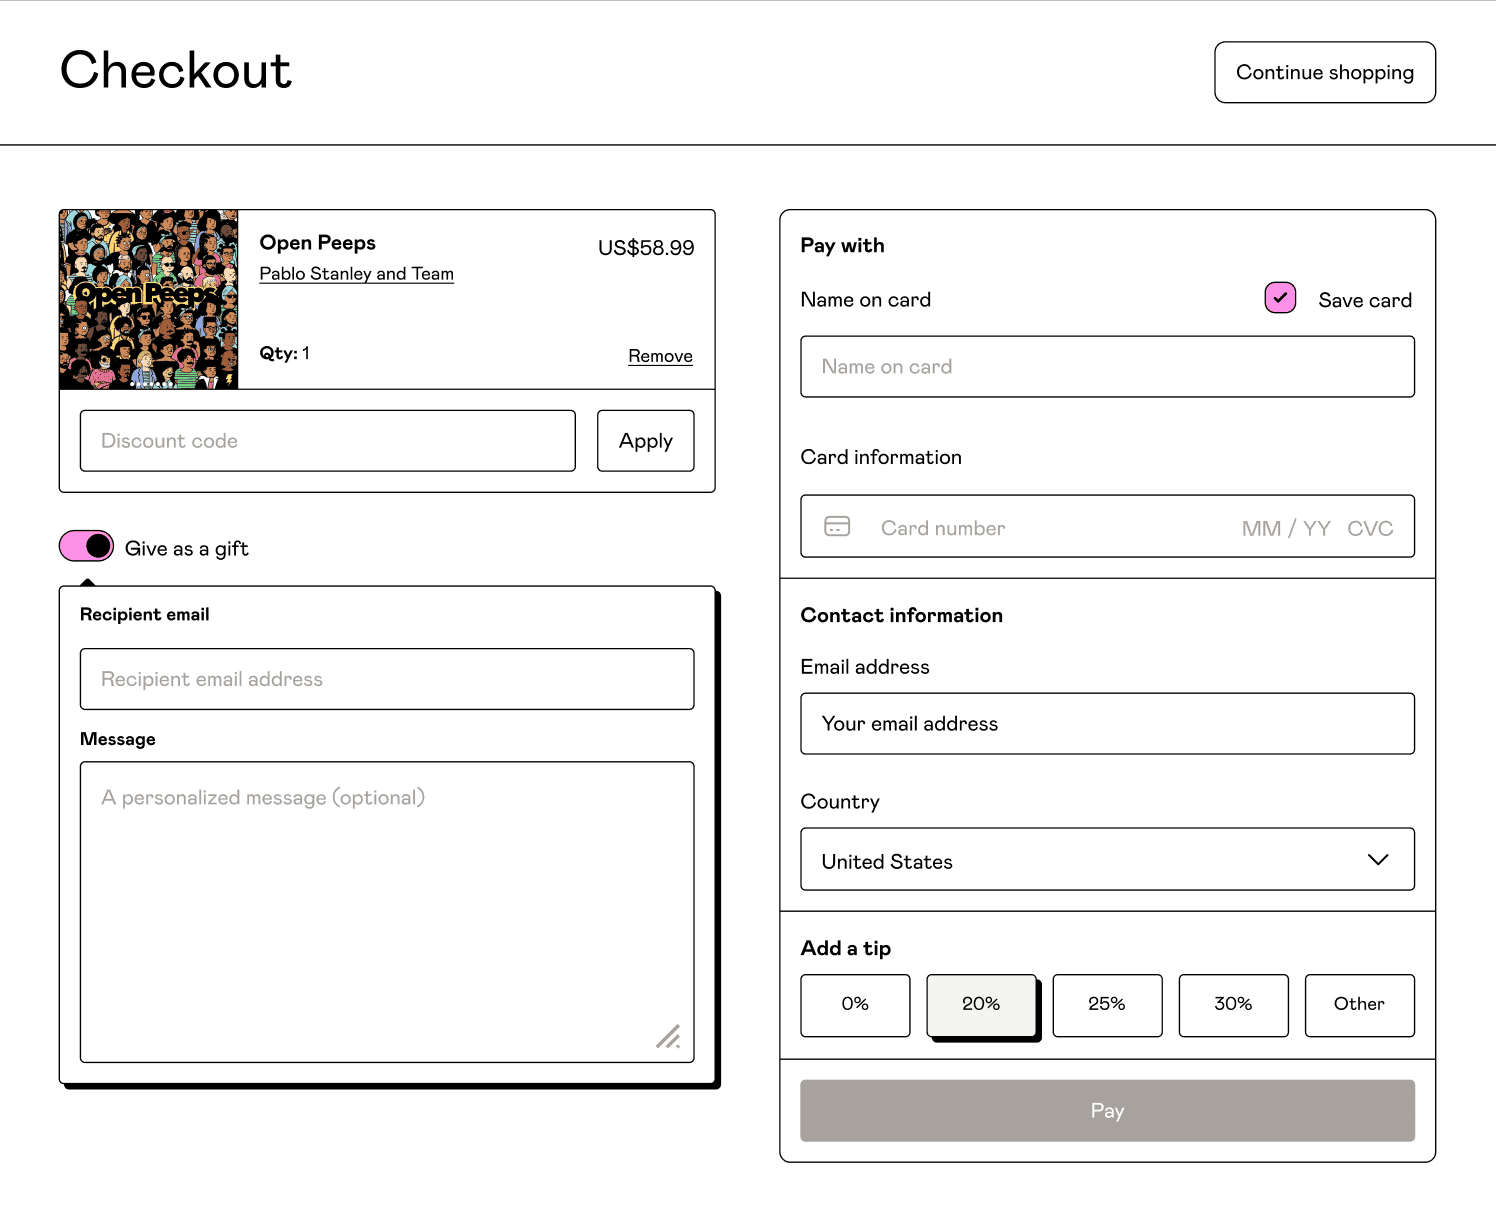 Checkout
Continue shopping
Open Peeps
Open Peeps
US$58.99
Pablo Stanley and Team
Qty: 1
Remove
Discount code
Apply
Give as a gift
Recipient email
Recipient email address
Message
A personalized message (optional)
Pay with
Name on card
Save card
Name on card
Card information
Card number
MM / YY
CVC
Contact information
Email address
Your email address
Country
United States
Add a tip
0%
20%
25%
30%
Other
Pay